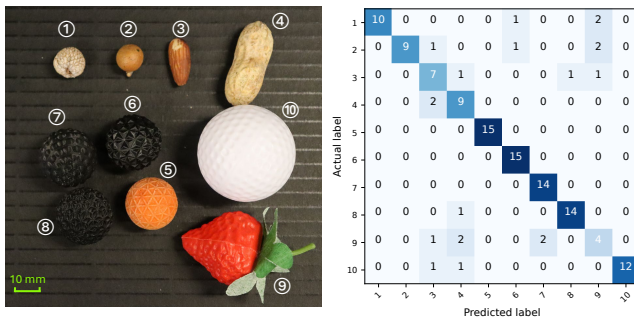 ① ② ③ ④
⑦ ⑥ ⑩
⑤
⑧
⑨
10 mm
Actual label
1 10 0 0 0 0 1 0 0 2 0
2 0 9 1 0 0 1 0 0 2 0
3 0 0 7 1 0 0 0 1 1 0
4 0 0 2 9 0 0 0 0 0 0
5 0 0 0 0 15 0 0 0 0 0
6 0 0 0 0 0 15 0 0 0 0
7 0 0 0 0 0 0 14 0 0 0
8 0 0 0 1 0 0 0 14 0 0
9 0 0 1 2 0 0 2 0 4 0
10 0 0 1 1 0 0 0 0 0 12
1 2 3 4 5 6 7 8 9 10
Predicted label